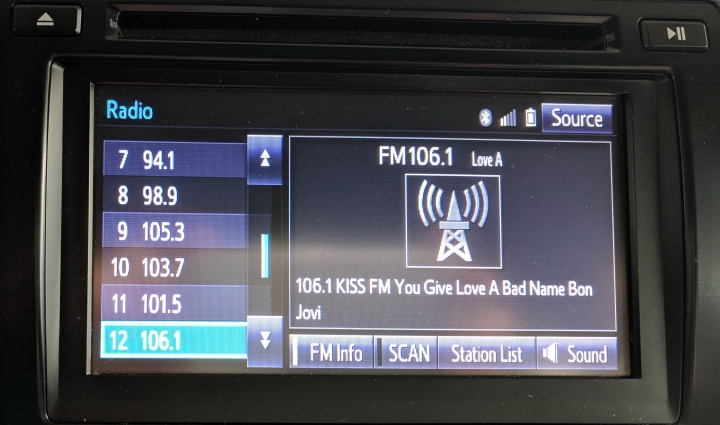 Radio
Source
7 94.1
8 98.9
9 105.3
10 103.7
11 101.5
12 106.1
FM106.1 Love A
106.1 KISS FM You Give Love A Bad Name Bon
Jovi
FM Info SCAN Station List Sound